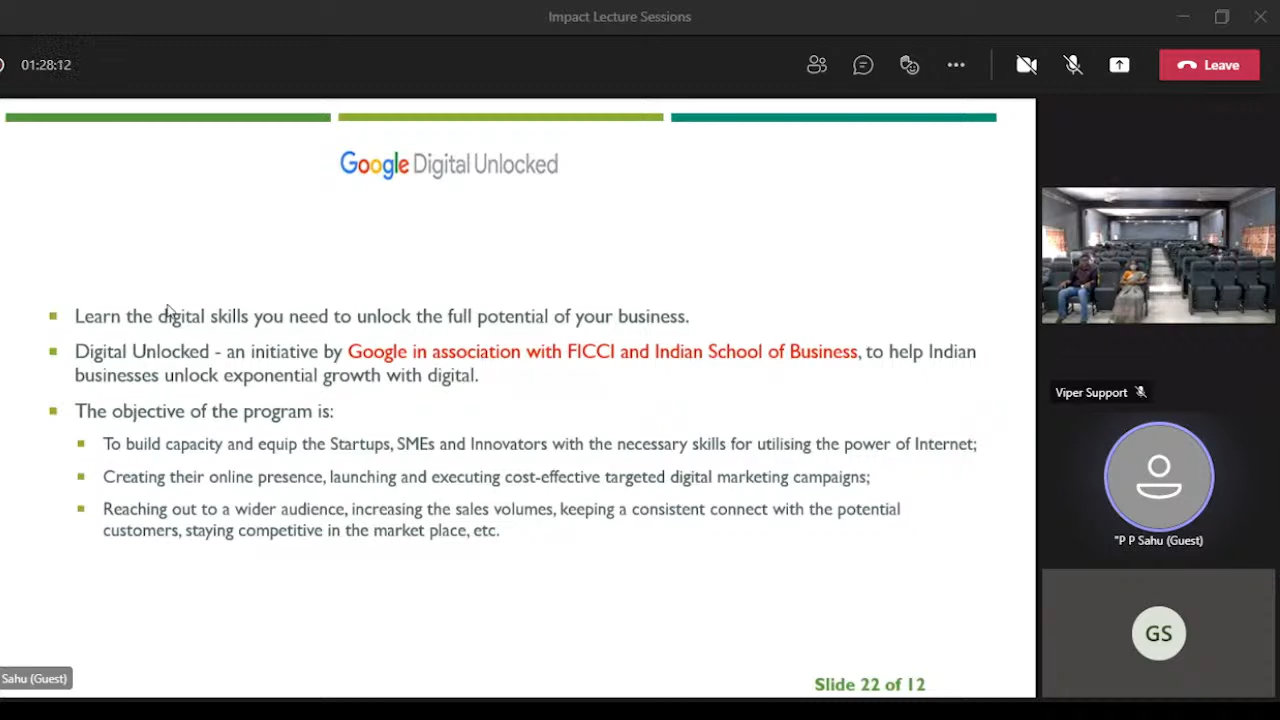 Impact Lecture Sessions
01:28:12
Leave
Google Digital Unlocked
Learn the digital skills you need to unlock the full potential of your business.
Digital Unlocked - an initiative by Google in association with FICCI and Indian School of Business, to help Indian
businesses unlock exponential growth with digital.
The objective of the program is:
To build capacity and equip the Startups, SMEs and Innovators with the necessary skills for utilising the power of Internet;
Creating their online presence, launching and executing cost-effective targeted digital marketing campaigns;
Reaching out to a wider audience, increasing the sales volumes, keeping a consistent connect with the potential
customers, staying competitive in the market place, etc.
Slide 22 of 12
Sahu (Guest)
Viper Support
"P P Sahu (Guest)
GS